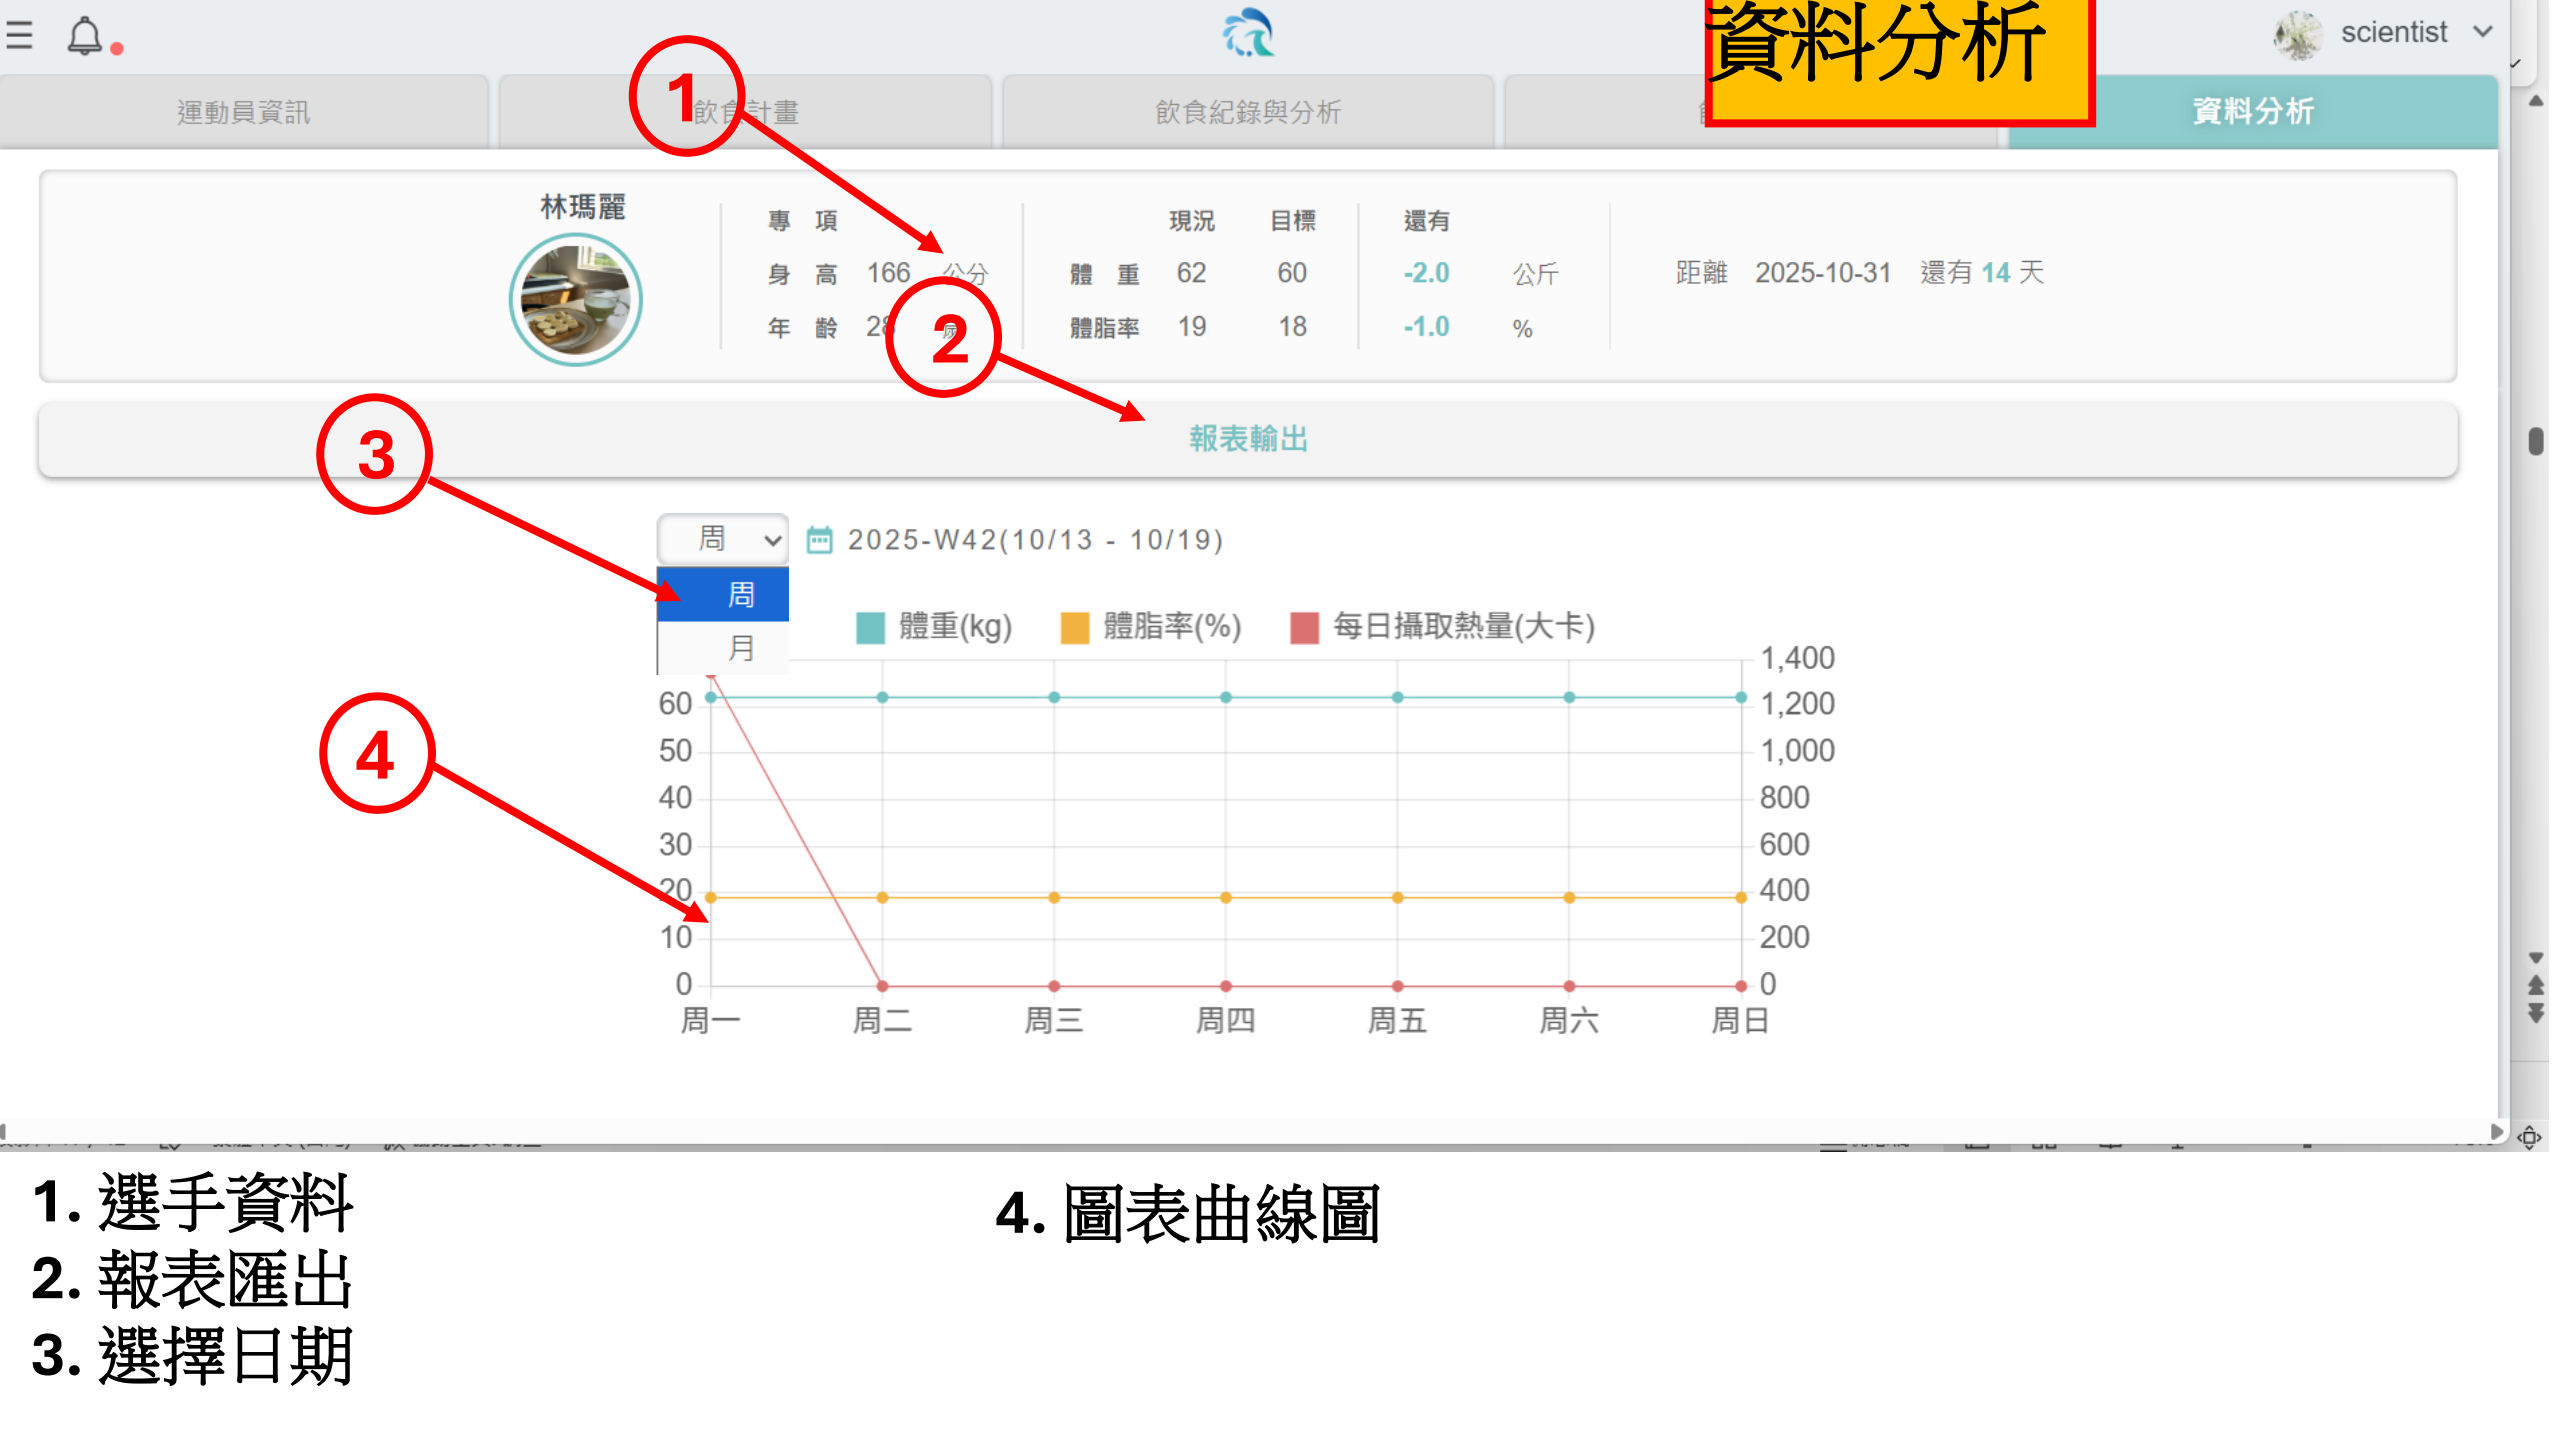 資料分析
scientist
運動員資訊 飲食計畫 飲食紀錄與分析 資料分析
1
林瑪麗
專 項 現況 目標 還有
身 高 166 公分 體 重 62 60 -2.0 公斤 距離 2025-10-31 還有 14 天
年 齡 28 體脂率 19 18 -1.0 %
2
報表輸出
3
周 2025-W42(10/13 - 10/19)
周
月
體重(kg) 體脂率(%) 每日攝取熱量(大卡)
1,400
60 1,200
50 1,000
4
40 800
30 600
20 400
10 200
0 0
周一 周二 周三 周四 周五 周六 周日
1. 選手資料
2. 報表匯出
3. 選擇日期
4. 圖表曲線圖